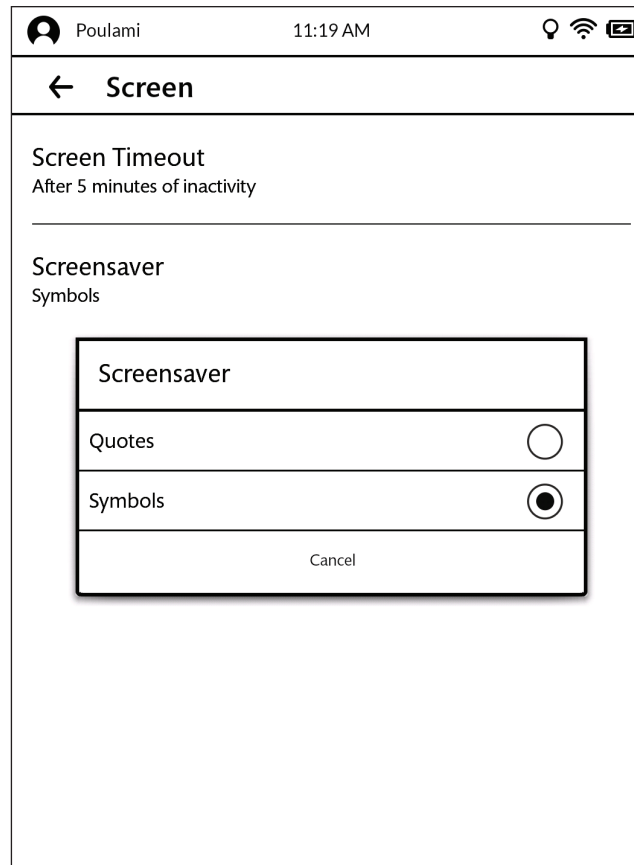 Poulami 11:19 AM
Screen
Screen Timeout
After 5 minutes of inactivity
Screensaver
Symbols
Screensaver
Quotes
Symbols
Cancel